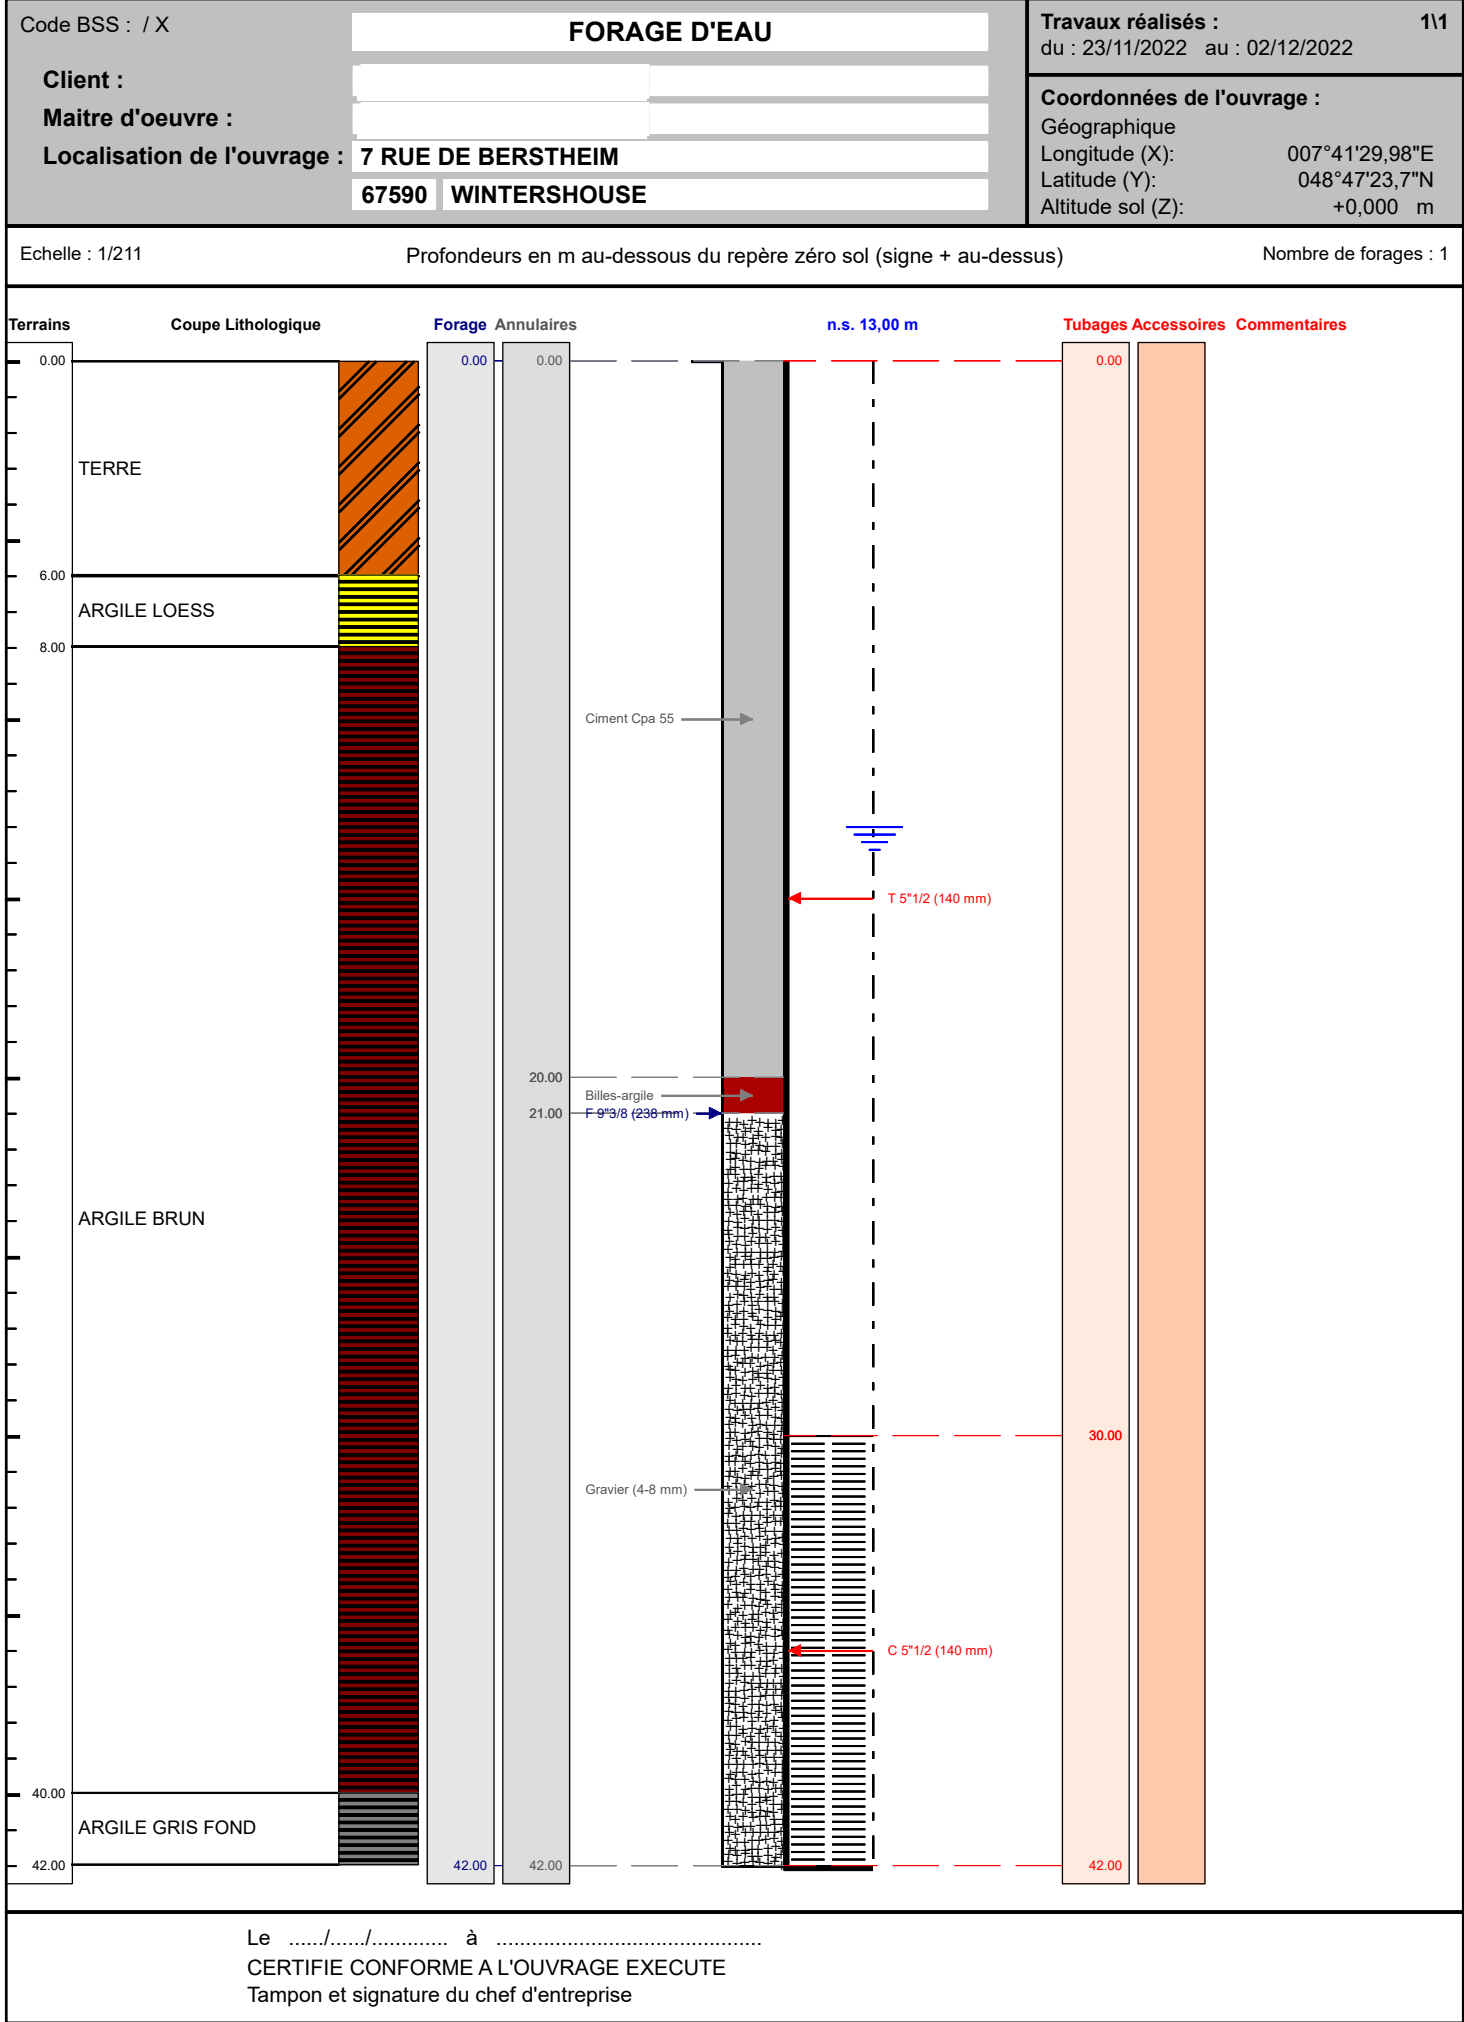 Code BSS : / X
FORAGE D'EAU
Client :
Maitre d'oeuvre :
Localisation de l'ouvrage : 7 RUE DE BERSTHEIM
67590 WINTERSHOUSE
Travaux réalisés : 1\1
du : 23/11/2022 au : 02/12/2022
Coordonnées de l'ouvrage :
Géographique
Longitude (X): 007°41'29,98"E
Latitude (Y): 048°47'23,7"N
Altitude sol (Z): +0,000 m
Echelle : 1/211 Profondeurs en m au-dessous du repère zéro sol (signe + au-dessus) Nombre de forages : 1
Terrains Coupe Lithologique Forage Annulaires n.s. 13,00 m Tubages Accessoires Commentaires
0.00 0.00 0.00 0.00
TERRE
6.00
ARGILE LOESS
8.00
Ciment Cpa 55
T 5"1/2 (140 mm)
20.00
Billes-argile
21.00 F 9"3/8 (238 mm)
ARGILE BRUN
30.00
Gravier (4-8 mm)
C 5"1/2 (140 mm)
40.00
ARGILE GRIS FOND
42.00 42.00 42.00 42.00
Le ....../....../............. à .............................................
CERTIFIE CONFORME A L'OUVRAGE EXECUTE
Tampon et signature du chef d'entreprise